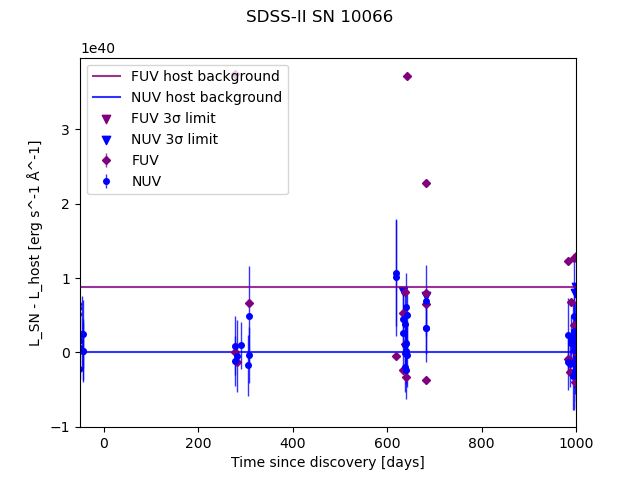 SDSS-II SN 10066
1e40
FUV host background
NUV host background
FUV 3σ limit
NUV 3σ limit
FUV
NUV
3
2
1
0
−1
L_SN - L_host [erg s^-1 Å^-1]
0
200
400
600
800
1000
Time since discovery [days]